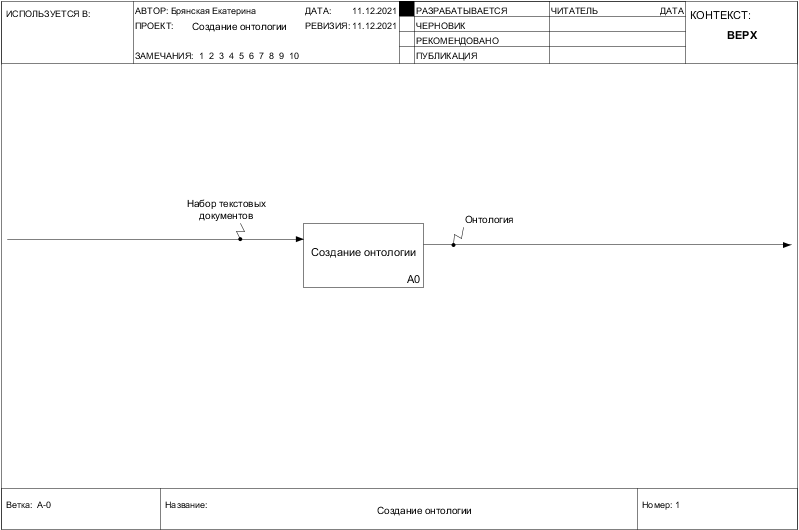 ИСПОЛЬЗУЕТСЯ В:
АВТОР: Брянская Екатерина
ДАТА: 11.12.2021
ПРОЕКТ: Создание онтологии
РЕВИЗИЯ: 11.12.2021
ЗАМЕЧАНИЯ: 1 2 3 4 5 6 7 8 9 10
РАЗРАБАТЫВАЕТСЯ
ЧЕРНОВИК
РЕКОМЕНДОВАНО
ПУБЛИКАЦИЯ
ЧИТАТЕЛЬ ДАТА
КОНТЕКСТ:
ВЕРХ
Набор текстовых
документов
Создание онтологии
A0
Онтология
Ветка: A-0
Название:
Создание онтологии
Номер: 1